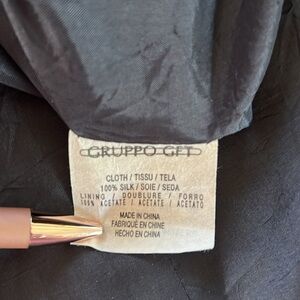 GRUPPO GFT
CLOTH / TISSU / TELA
100% SILK / SOIE / SEDA
LINING / DOUBLURE / FORRO
100% ACETATE / ACETATE / ACETATO
MADE IN CHINA
FABRIQUÉ EN CHINE
HECHO EN CHINA